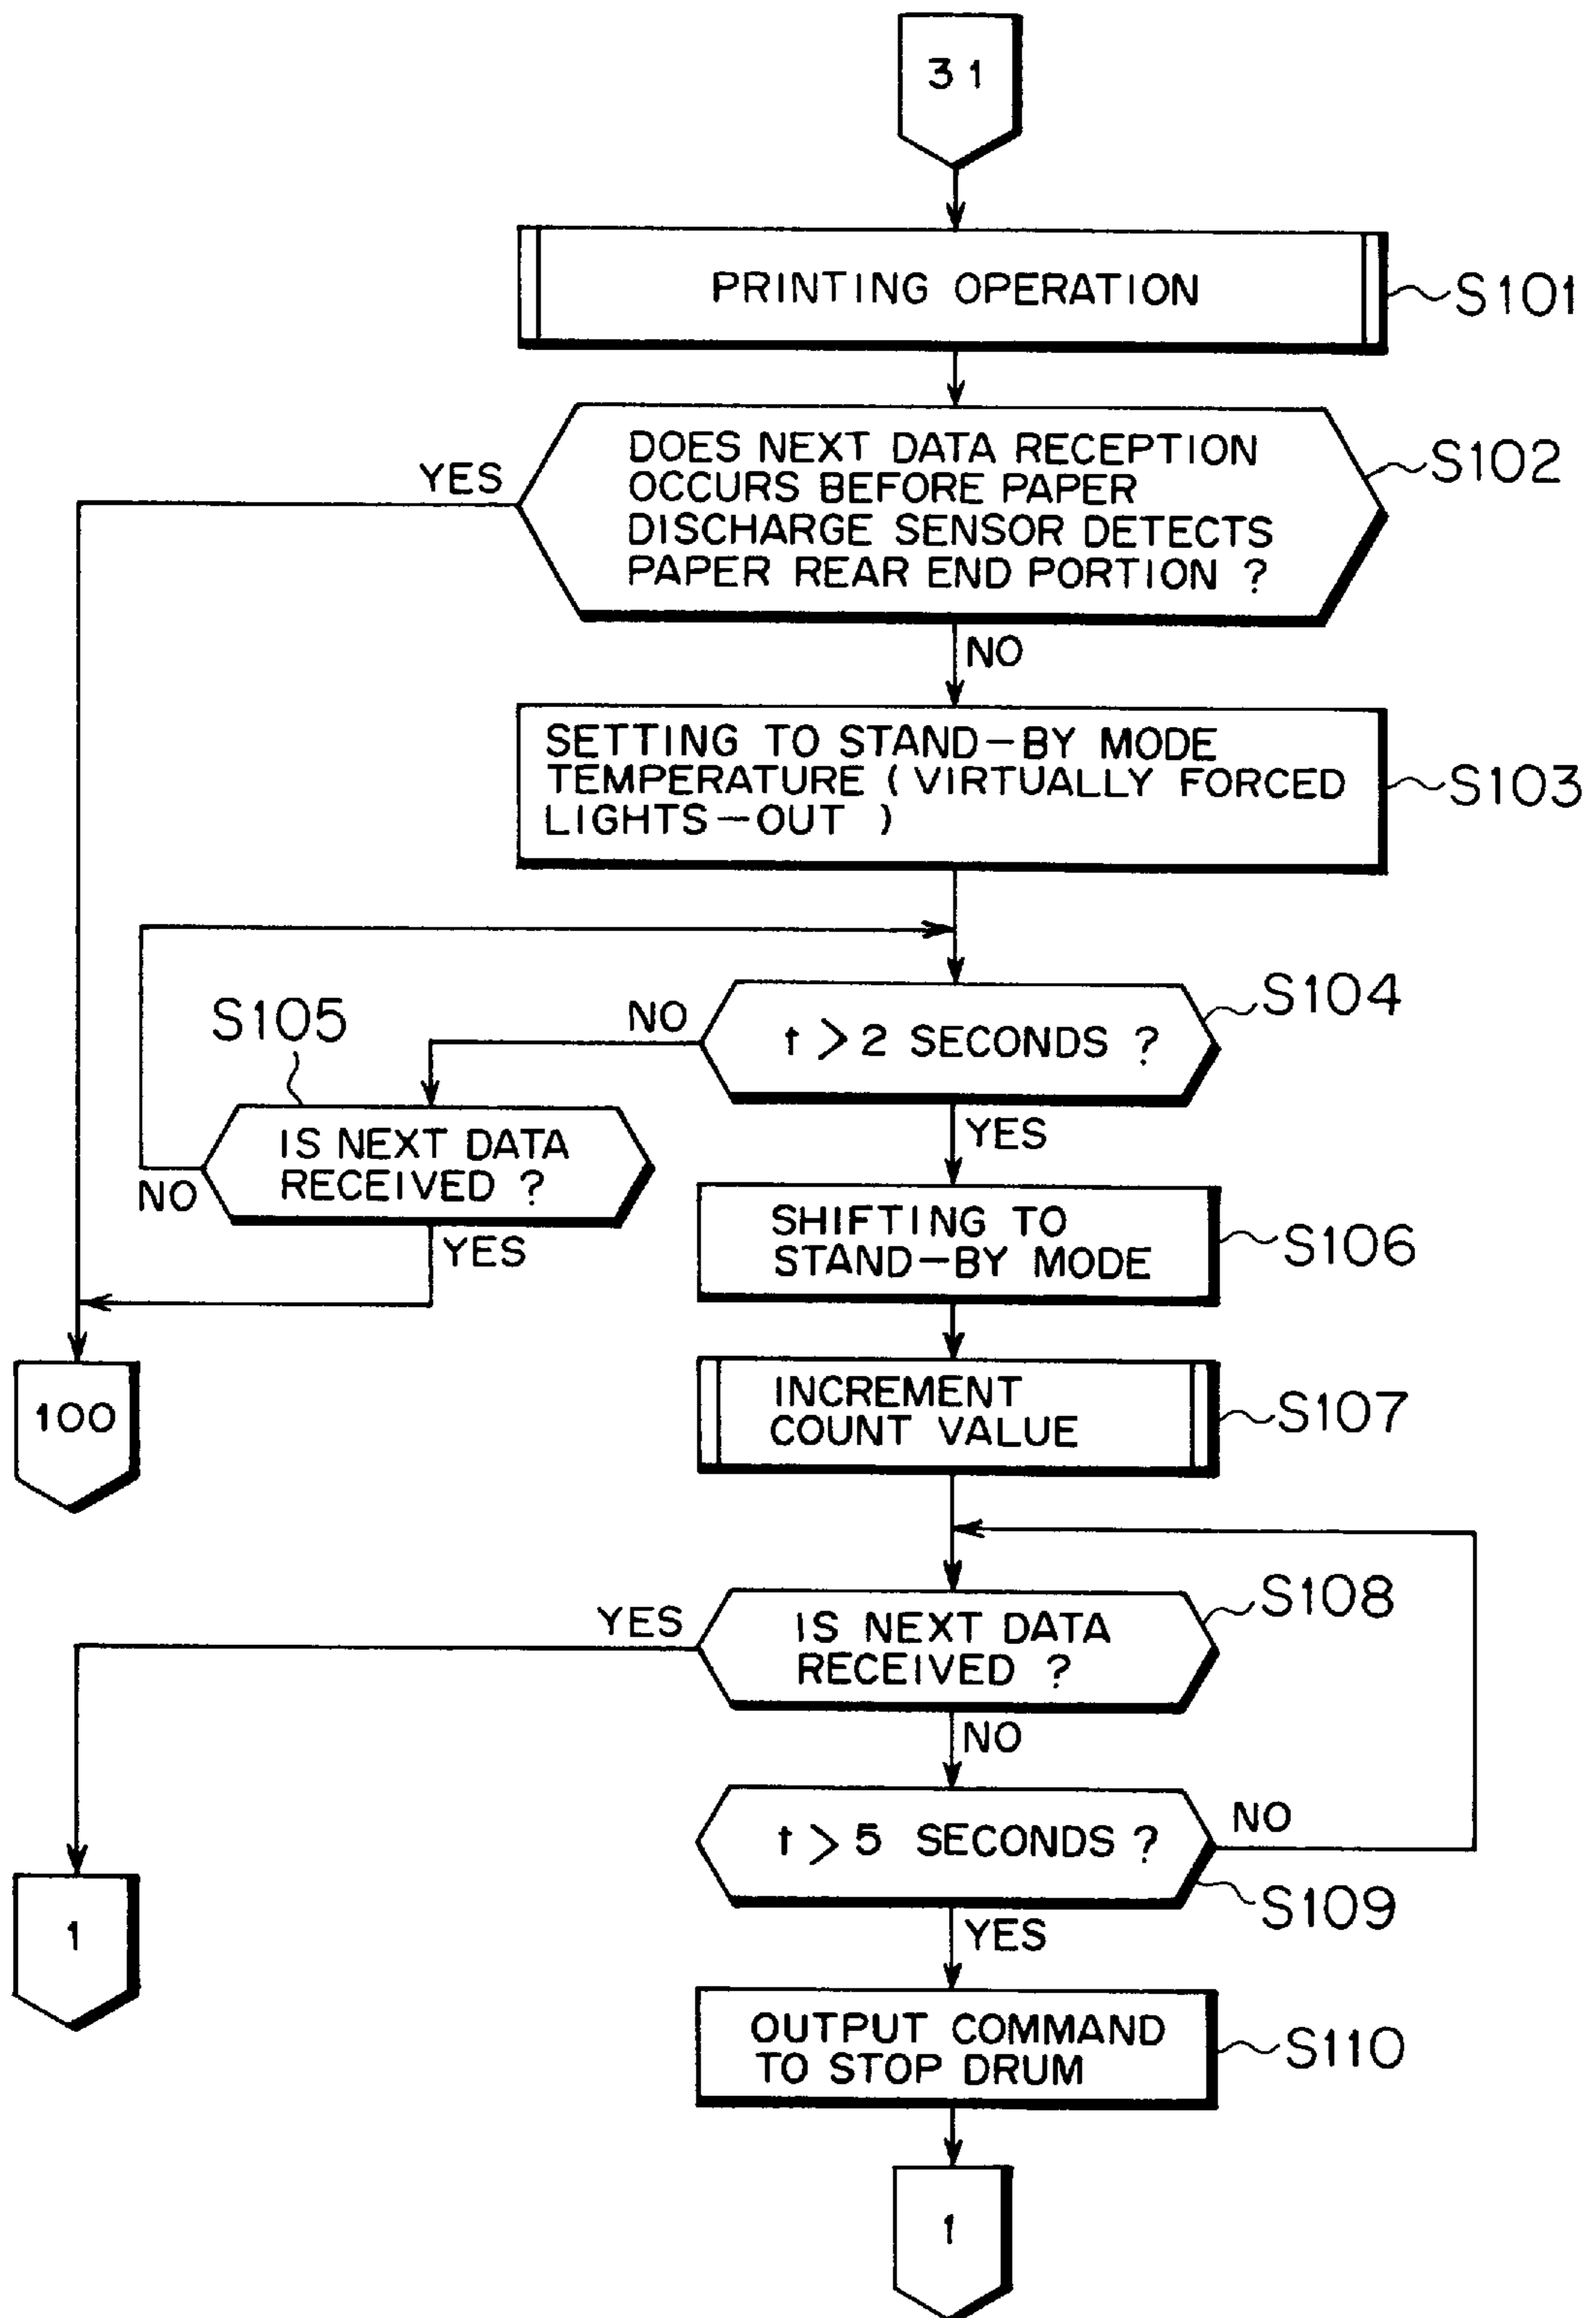 31
PRINTING OPERATION
S101
DOES NEXT DATA RECEPTION
OCCURS BEFORE PAPER
DISCHARGE SENSOR DETECTS
PAPER REAR END PORTION ?
S102
YES
NO
SETTING TO STAND-BY MODE
TEMPERATURE ( VIRTUALLY FORCED
LIGHTS-OUT )
S103
t > 2 SECONDS ?
S104
NO
YES
S105
IS NEXT DATA
RECEIVED ?
NO
YES
SHIFTING TO
STAND-BY MODE
S106
100
INCREMENT
COUNT VALUE
S107
IS NEXT DATA
RECEIVED ?
S108
YES
NO
t > 5 SECONDS ?
NO
S109
YES
1
OUTPUT COMMAND
TO STOP DRUM
S110
1